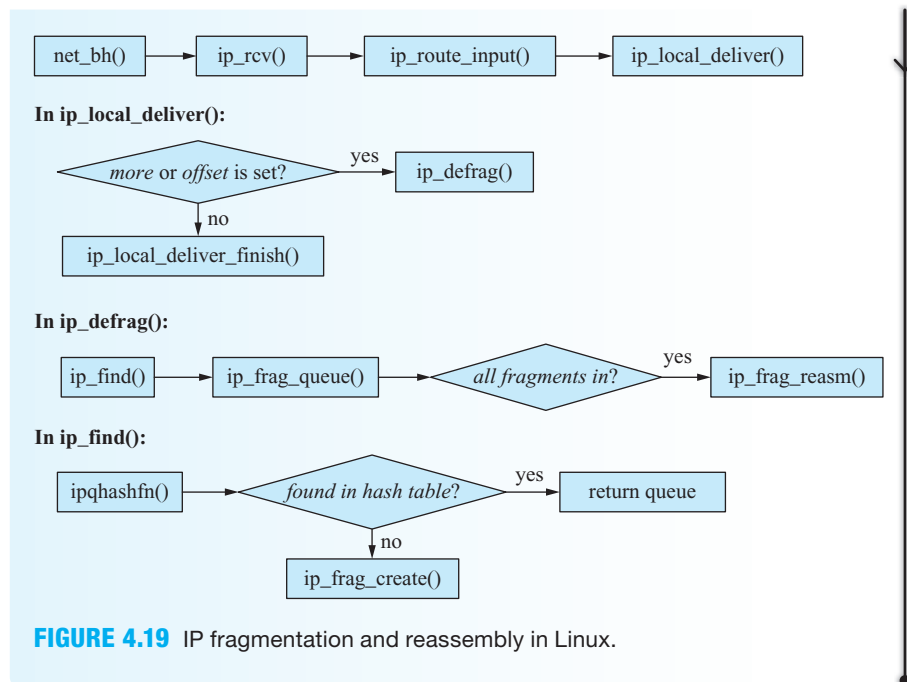 net_bh() ip_rcv() ip_route_input() ip_local_deliver()
In ip_local_deliver():
more or offset is set? yes ip_defrag()
no
ip_local_deliver_finish()
In ip_defrag():
ip_find() ip_frag_queue() all fragments in? yes ip_frag_reasm()
In ip_find():
ipqhashfn() found in hash table? yes return queue
no
ip_frag_create()
FIGURE 4.19 IP fragmentation and reassembly in Linux.